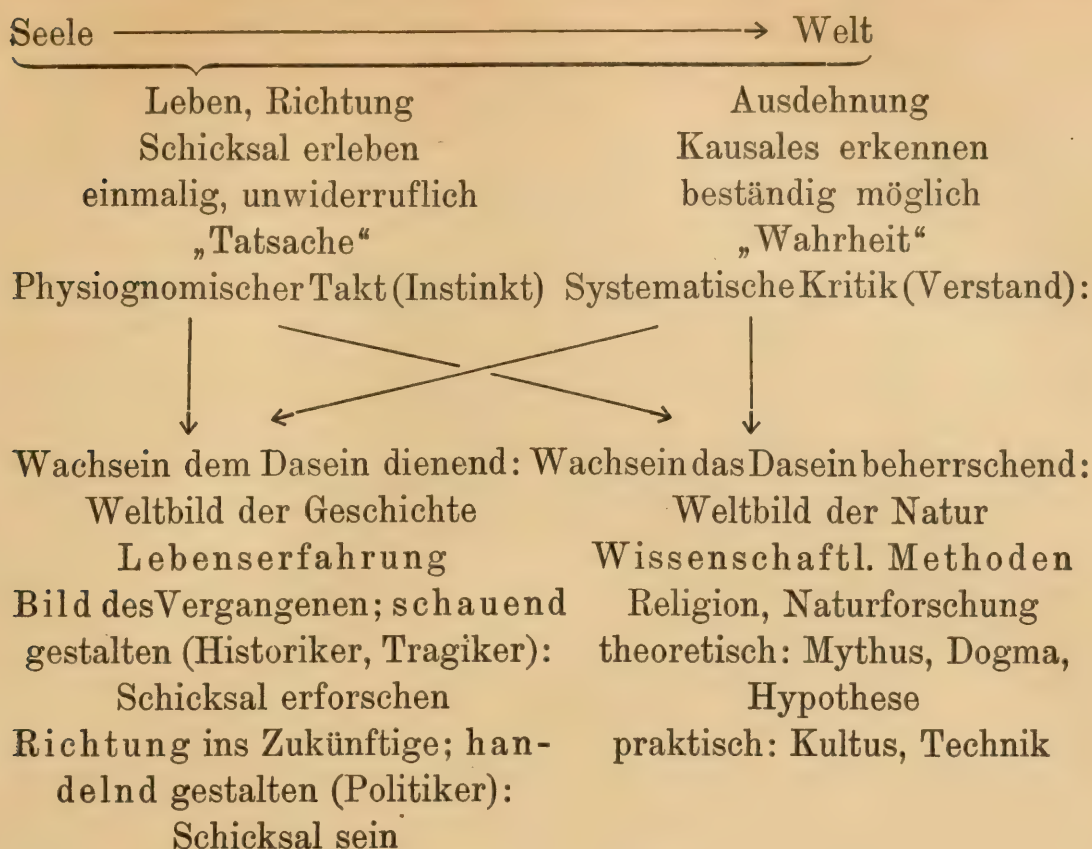 Seele Welt
Leben, Richtung
Schicksal erleben
einmalig, unwiderruflich
„Tatsache“
Physiognomischer Takt (Instinkt)
Ausdehnung
Kausales erkennen
beständig möglich
„Wahrheit“
Systematische Kritik (Verstand):
Wachsein dem Dasein dienend:
Weltbild der Geschichte
Lebenserfahrung
Bild des Vergangenen; schauend
gestalten (Historiker, Tragiker):
Schicksal erforschen
Richtung ins Zukünftige; han-
delnd gestalten (Politiker):
Schicksal sein
Wachsein das Dasein beherrschend:
Weltbild der Natur
Wissenschaftl. Methoden
Religion, Naturforschung
theoretisch: Mythus, Dogma,
Hypothese
praktisch: Kultus, Technik